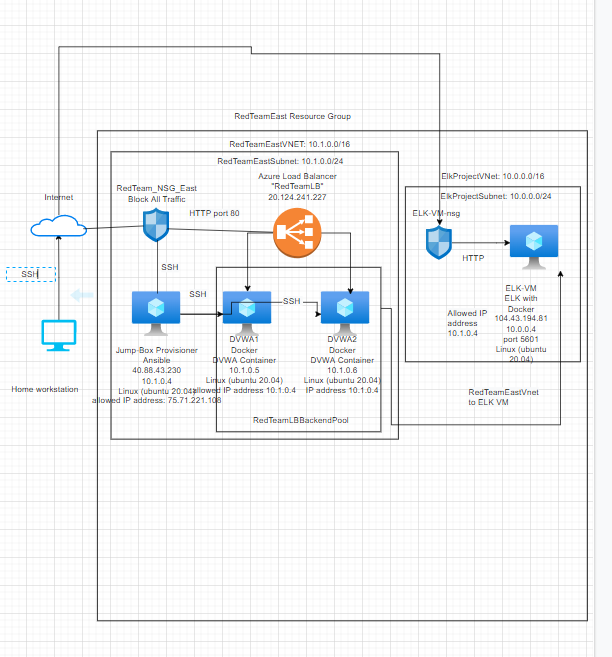 RedTeamEast Resource Group
RedTeamEastVNET: 10.1.0.0/16
RedTeamEastSubnet: 10.1.0.0/24
Azure Load Balancer
"RedTeamLB"
20.124.241.227
ElkProjectVNet: 10.0.0.0/16
ElkProjectSubnet: 10.0.0.0/24
ELK-VM-nsg
RedTeam_NSG_East
Block All Traffic
Internet
HTTP port 80
HTTP
SSH
SSH
SSH
SSH
Home workstation
Jump-Box Provisioner
Ansible
40.88.43.230
10.1.0.4
Linux (ubuntu 20.04)
allowed IP address: 75.71.221.108
DVWA1
Docker
DVWA Container
10.1.0.5
Linux (ubuntu 20.04)
allowed IP address 10.1.0.4
DVWA2
Docker
DVWA Container
10.1.0.6
Linux (ubuntu 20.04)
IP address 10.1.0.4
RedTeamLBBackendPool
Allowed IP
address
10.1.0.4
ELK-VM
ELK with
Docker
104.43.194.81
10.0.0.4
port 5601
Linux (ubuntu
20.04)
RedTeamEastVnet
to ELK VM